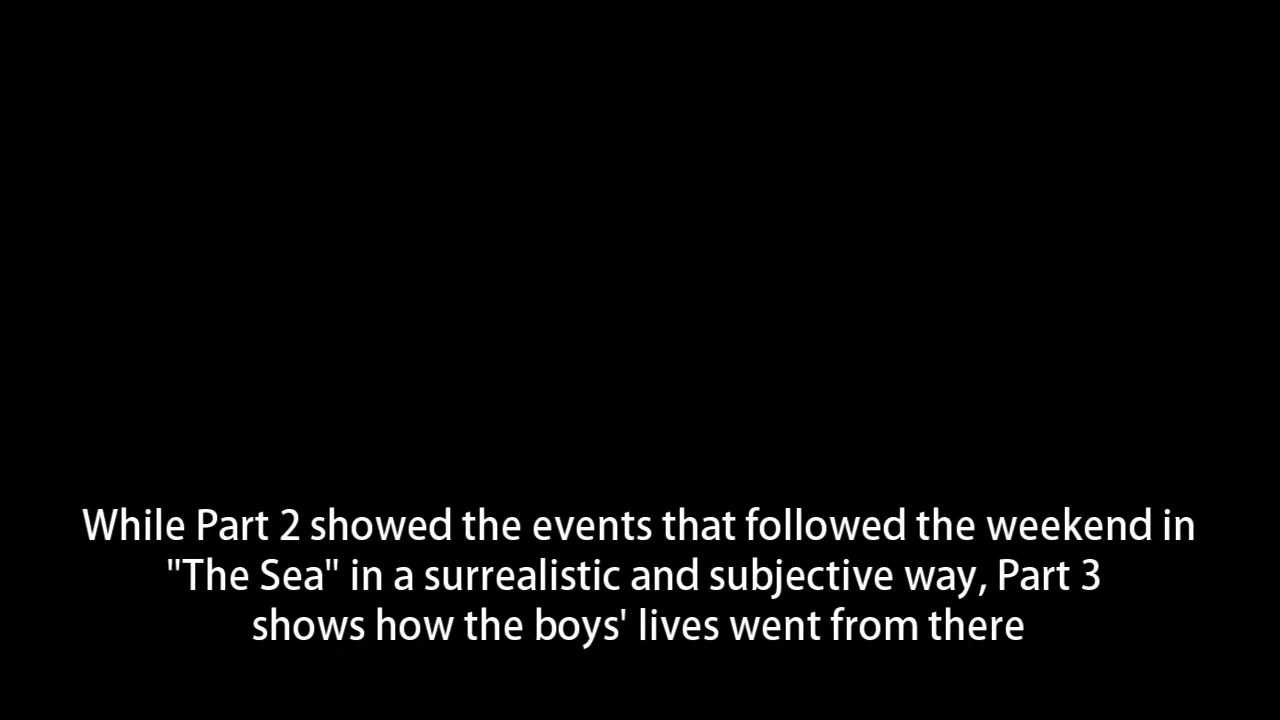 While Part 2 showed the events that followed the weekend in
"The Sea" in a surrealistic and subjective way, Part 3
shows how the boys' lives went from there